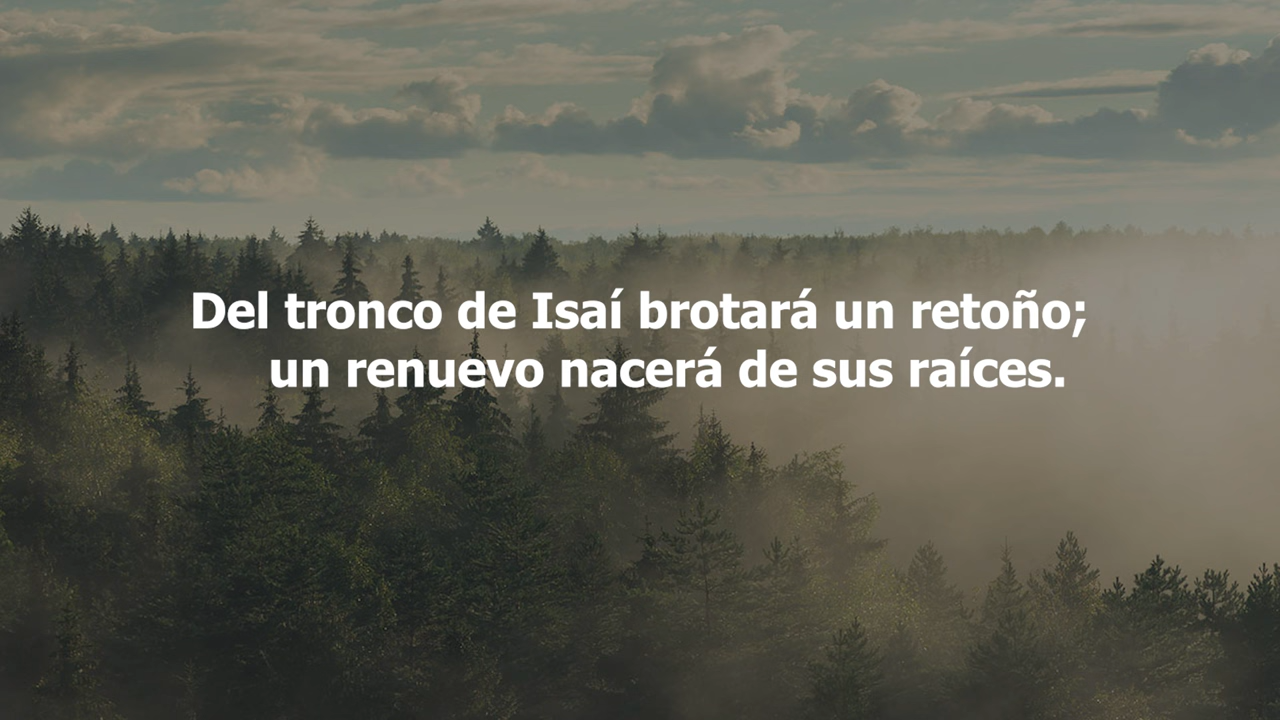 Del tronco de Isaí brotará un retoño;
un renuevo nacerá de sus raíces.